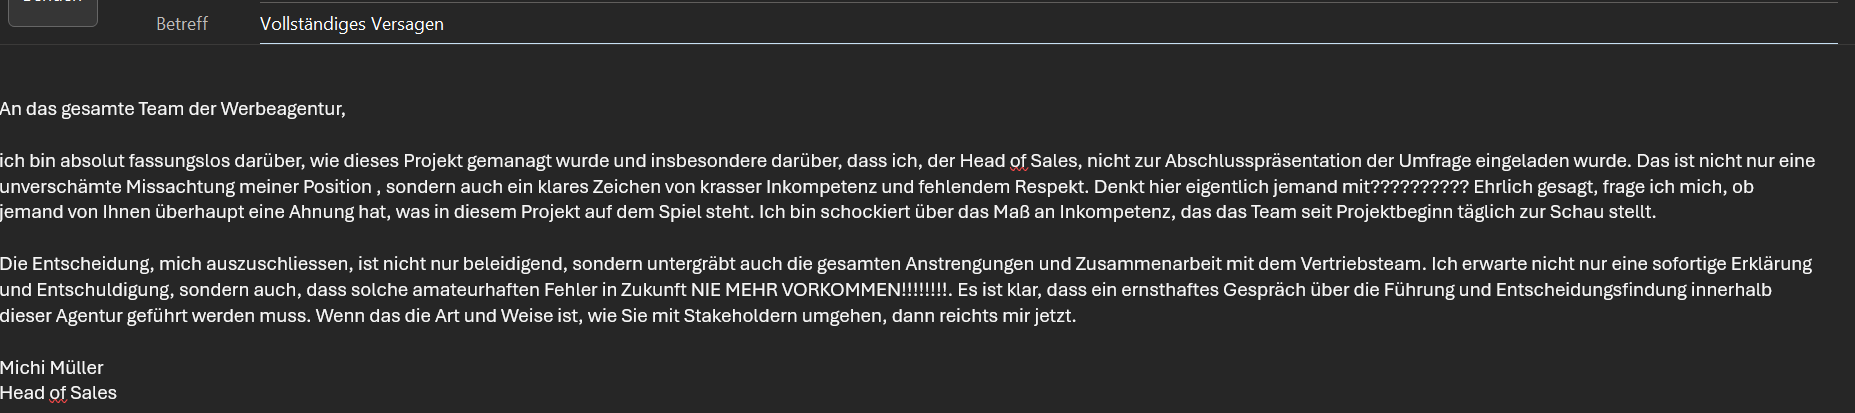 Betreff Vollständiges Versagen
An das gesamte Team der Werbeagentur,
ich bin absolut fassungslos darüber, wie dieses Projekt gemanagt wurde und insbesondere darüber, dass ich, der Head of Sales, nicht zur Abschlusspräsentation der Umfrage eingeladen wurde. Das ist nicht nur eine
unverschämte Missachtung meiner Position , sondern auch ein klares Zeichen von krasser Inkompetenz und fehlendem Respekt. Denkt hier eigentlich jemand mit?????????? Ehrlich gesagt, frage ich mich, ob
jemand von Ihnen überhaupt eine Ahnung hat, was in diesem Projekt auf dem Spiel steht. Ich bin schockiert über das Maß an Inkompetenz, das das Team seit Projektbeginn täglich zur Schau stellt.
Die Entscheidung, mich auszuschliessen, ist nicht nur beleidigend, sondern untergräbt auch die gesamten Anstrengungen und Zusammenarbeit mit dem Vertriebsteam. Ich erwarte nicht nur eine sofortige Erklärung
und Entschuldigung, sondern auch, dass solche amateurhaften Fehler in Zukunft NIE MEHR VORKOMMEN!!!!!!!!. Es ist klar, dass ein ernsthaftes Gespräch über die Führung und Entscheidungsfindung innerhalb
dieser Agentur geführt werden muss. Wenn das die Art und Weise ist, wie Sie mit Stakeholdern umgehen, dann reichts mir jetzt.
Michi Müller
Head of Sales